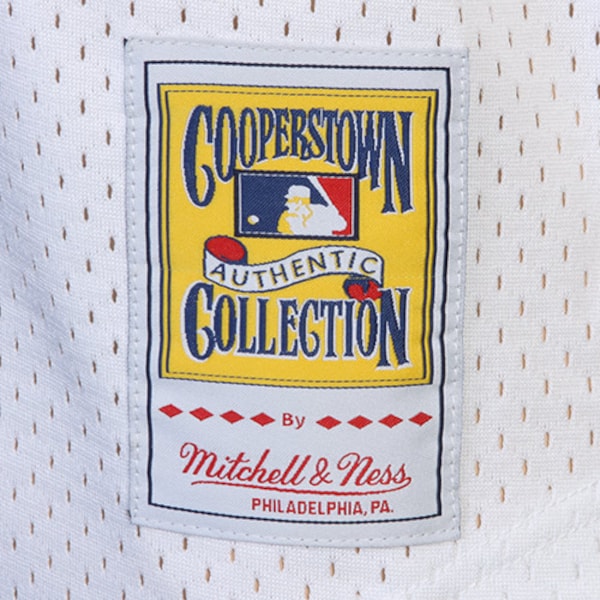 COOPERSTOWN
AUTHENTIC
COLLECTION
By
Mitchell & Ness
PHILADELPHIA, PA.